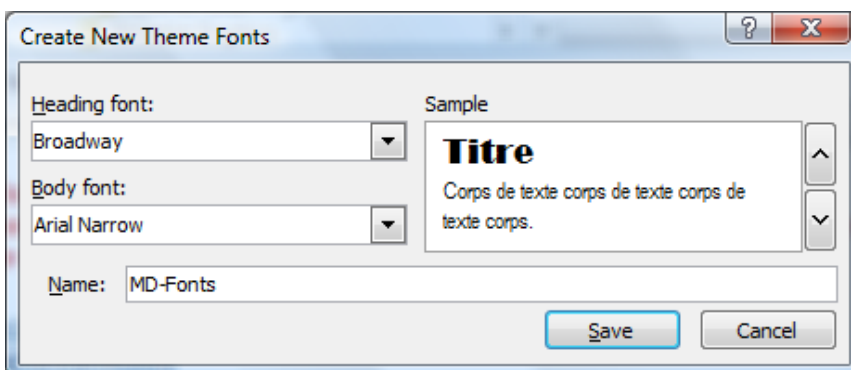 Create New Theme Fonts
?
X
Heading font:
Broadway
Sample
Titre
Corps de texte corps de texte corps de
texte corps.
Body font:
Arial Narrow
Name:
MD-Fonts
Save
Cancel